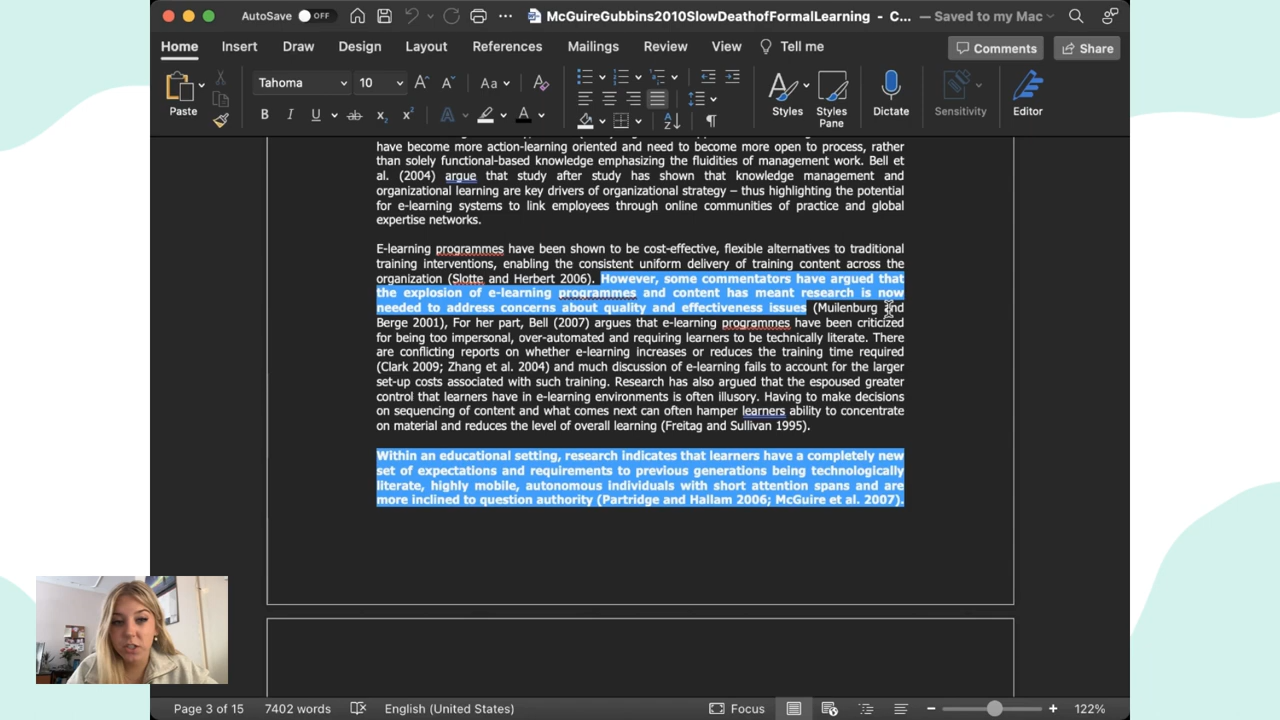 AutoSave OFF McGuireGubbins2010SlowDeathofFormalLearning - C... — Saved to my Mac
Home Insert Draw Design Layout References Mailings Review View Tell me Comments Share
Paste Tahoma 10 Aa Styles Styles Pane Dictate Sensitivity Editor
B I U ab x₂ x² A A
have become more action-learning oriented and need to become more open to process, rather
than solely functional-based knowledge emphasizing the fluidities of management work. Bell et
al. (2004) argue that study after study has shown that knowledge management and
organizational learning are key drivers of organizational strategy – thus highlighting the potential
for e-learning systems to link employees through online communities of practice and global
expertise networks.
E-learning programmes have been shown to be cost-effective, flexible alternatives to traditional
training interventions, enabling the consistent uniform delivery of training content across the
organization (Slotte and Herbert 2006). However, some commentators have argued that
the explosion of e-learning programmes and content has meant research is now
needed to address concerns about quality and effectiveness issues (Muilenburg and
Berge 2001), For her part, Bell (2007) argues that e-learning programmes have been criticized
for being too impersonal, over-automated and requiring learners to be technically literate. There
are conflicting reports on whether e-learning increases or reduces the training time required
(Clark 2009; Zhang et al. 2004) and much discussion of e-learning fails to account for the larger
set-up costs associated with such training. Research has also argued that the espoused greater
control that learners have in e-learning environments is often illusory. Having to make decisions
on sequencing of content and what comes next can often hamper learners ability to concentrate
on material and reduces the level of overall learning (Freitag and Sullivan 1995).
Within an educational setting, research indicates that learners have a completely new
set of expectations and requirements to previous generations being technologically
literate, highly mobile, autonomous individuals with short attention spans and are
more inclined to question authority (Partridge and Hallam 2006; McGuire et al. 2007).
Page 3 of 15 7402 words English (United States) Focus 122%